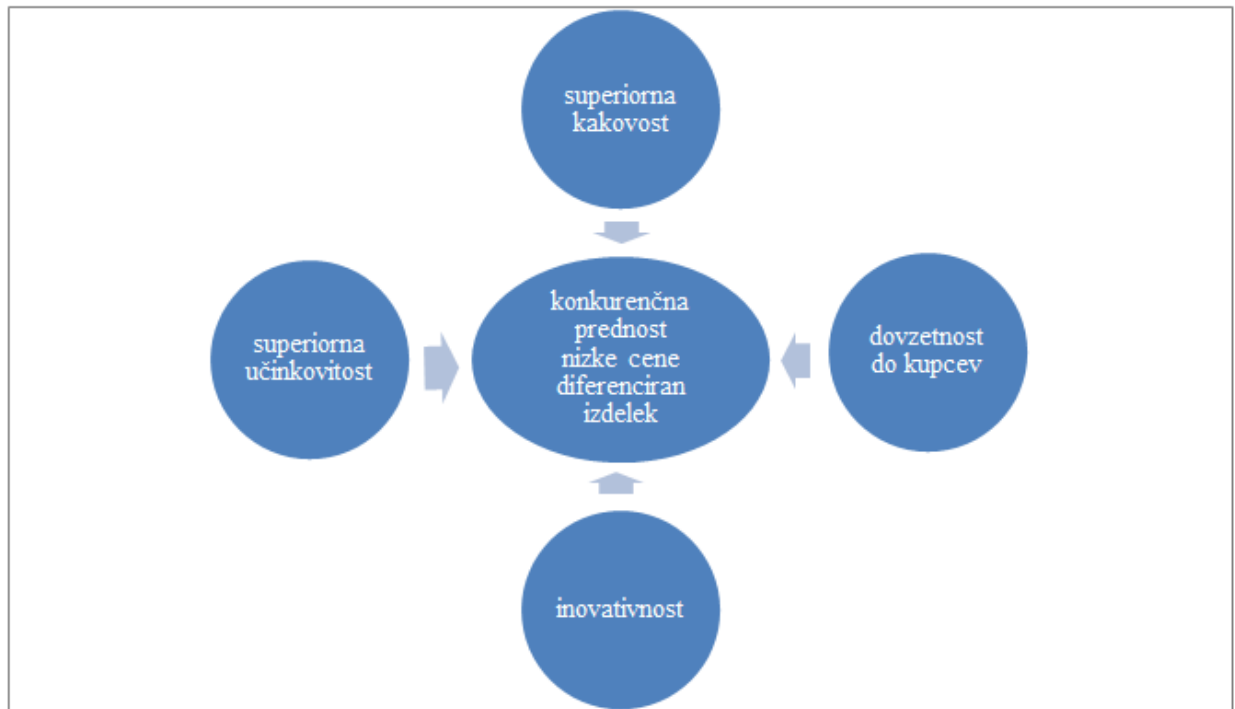 superiorna
kakovost
superiorna
učinkovitost
konkurenčna
prednost
nizke cene
diferenciran
izdelek
dovzetnost
do kupcev
inovativnost